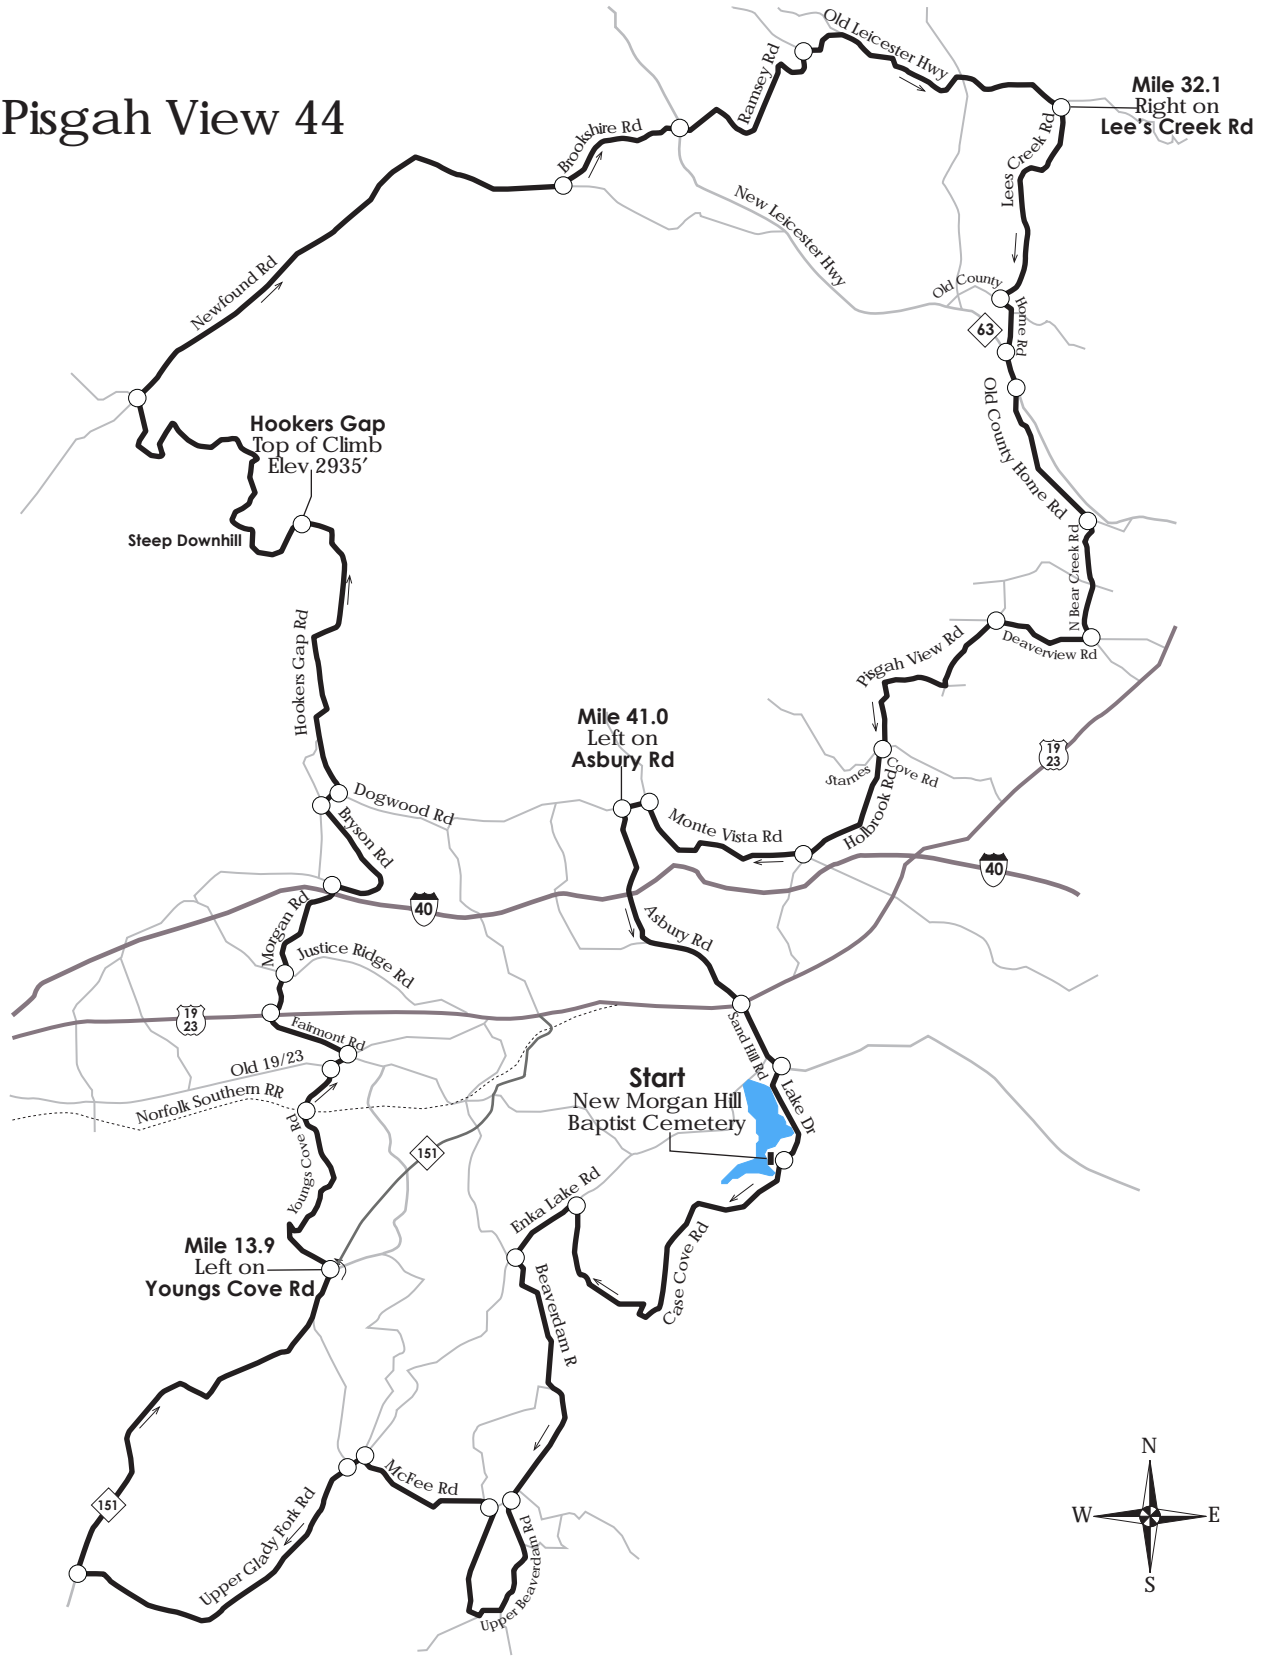 Pisgah View 44
Old Leicester Hwy
Ramsey Rd
Mile 32.1
Right on
Lee's Creek Rd
Brookshire Rd
Lees Creek Rd
New Leicester Hwy
Newfound Rd
Old County
Home Rd
63
Old County Home Rd
Hookers Gap
Top of Climb
Elev 2935′
Steep Downhill
N Bear Creek Rd
Hookers Gap Rd
Deaverview Rd
Pisgah View Rd
Mile 41.0
Left on
Asbury Rd
19
23
Starnes
Cove Rd
Holbrook Rd
Dogwood Rd
Bryson Rd
Monte Vista Rd
40
40
Morgan Rd
Asbury Rd
Justice Ridge Rd
19
23
Fairmont Rd
Sand Hill Rd
Old 19/23
Norfolk Southern RR
Start
New Morgan Hill
Baptist Cemetery
Lake Dr
Youngs Cove Rd
151
Enka Lake Rd
Case Cove Rd
Mile 13.9
Left on
Youngs Cove Rd
Beaverdam R
McFee Rd
151
Upper Glady Fork Rd
Upper Beaverdam Rd
N
W
E
S